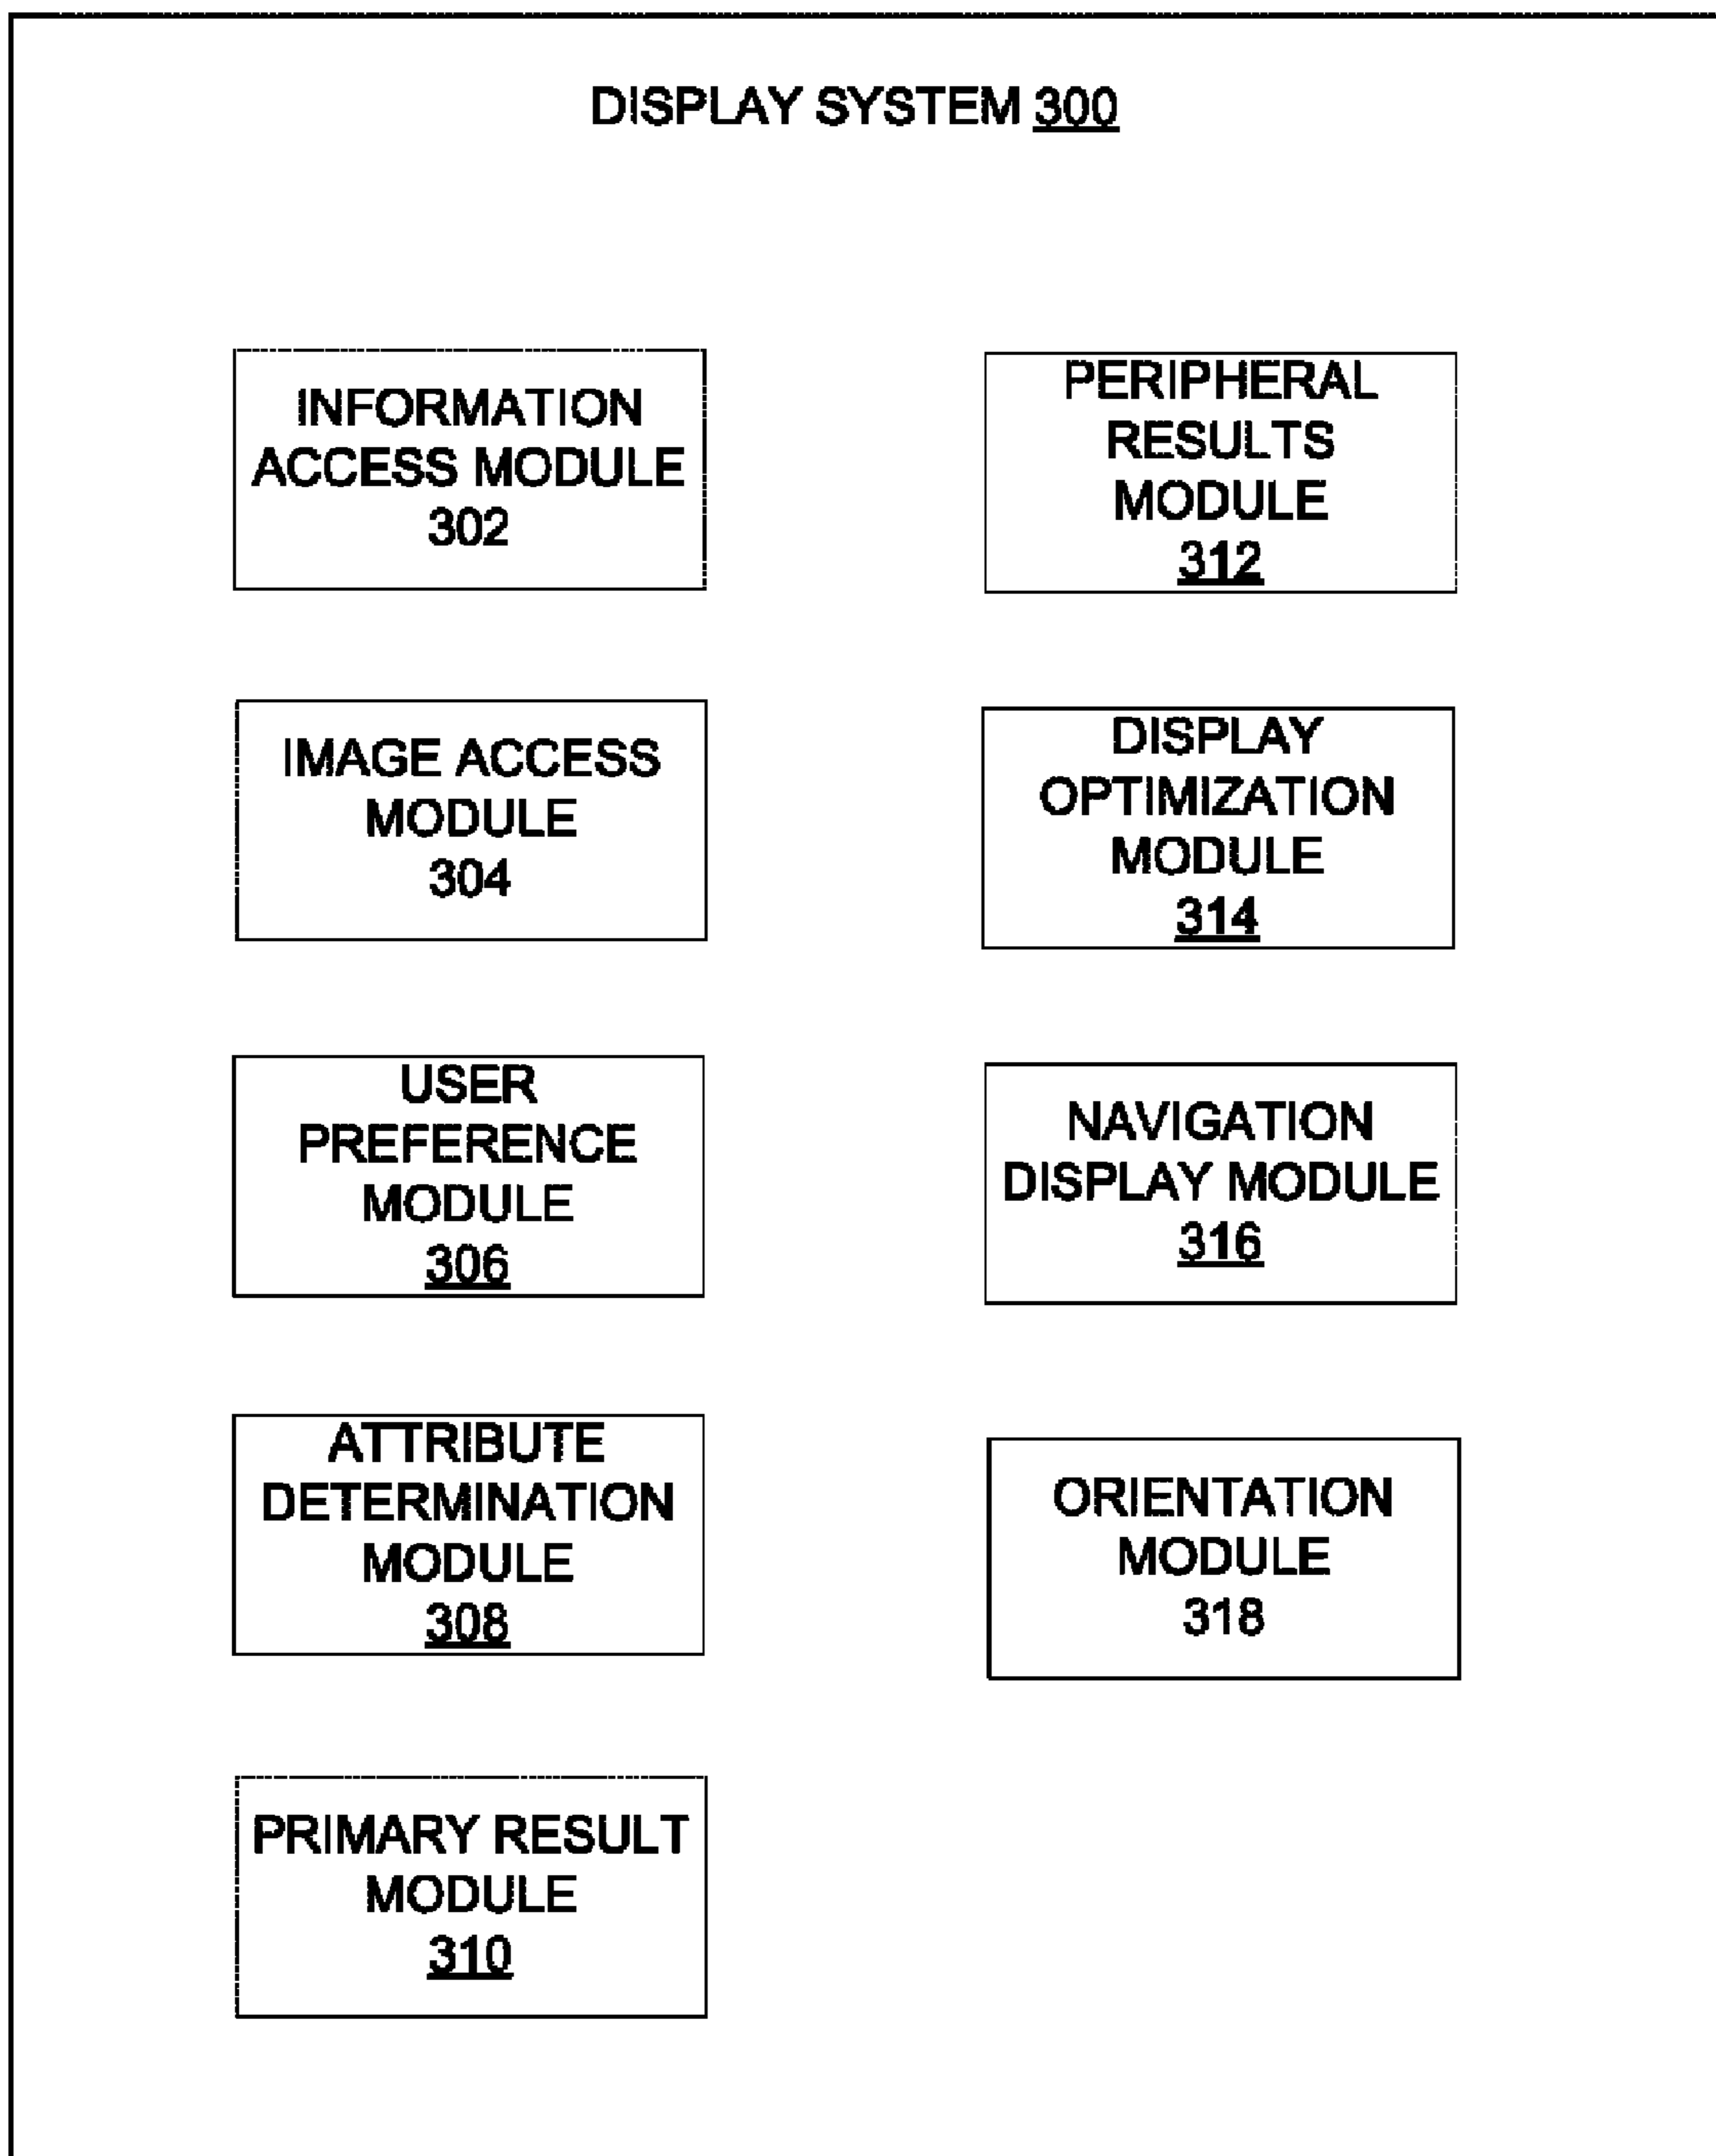 DISPLAY SYSTEM 300
INFORMATION
ACCESS MODULE
302
IMAGE ACCESS
MODULE
304
USER
PREFERENCE
MODULE
306
ATTRIBUTE
DETERMINATION
MODULE
308
PRIMARY RESULT
MODULE
310
PERIPHERAL
RESULTS
MODULE
312
DISPLAY
OPTIMIZATION
MODULE
314
NAVIGATION
DISPLAY MODULE
316
ORIENTATION
MODULE
318